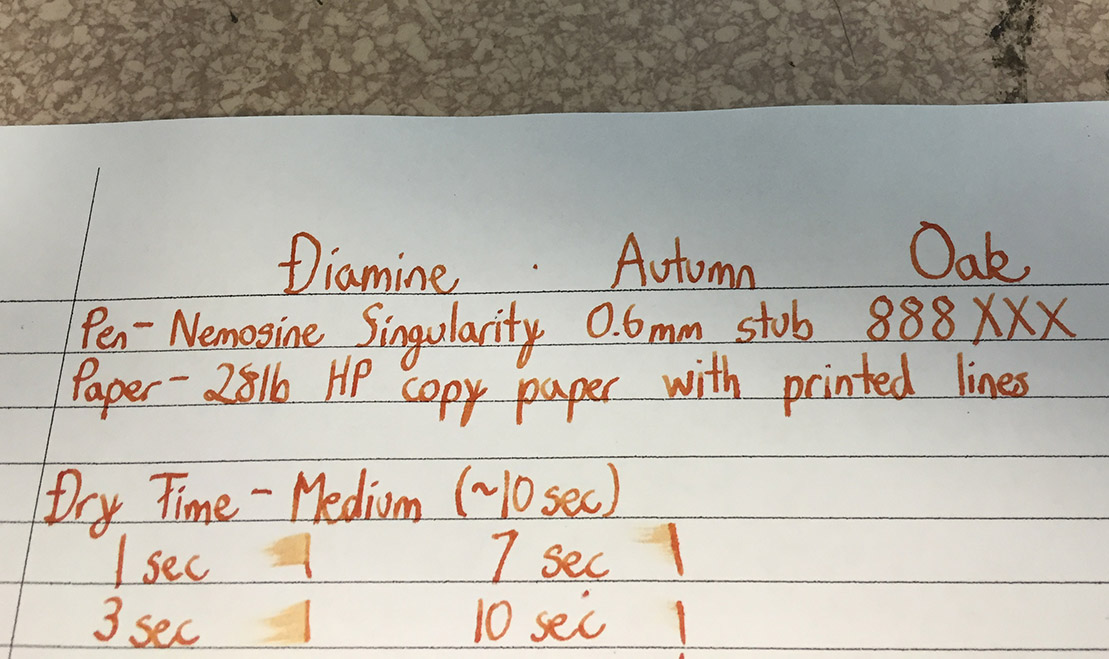 Diamine · Autumn Oak
Pen- Nemosine Singularity 0.6mm stub 888 XXX
Paper- 28lb HP copy paper with printed lines
Dry Time - Medium (~10 sec)
1 sec 7 sec
3 sec 10 sec